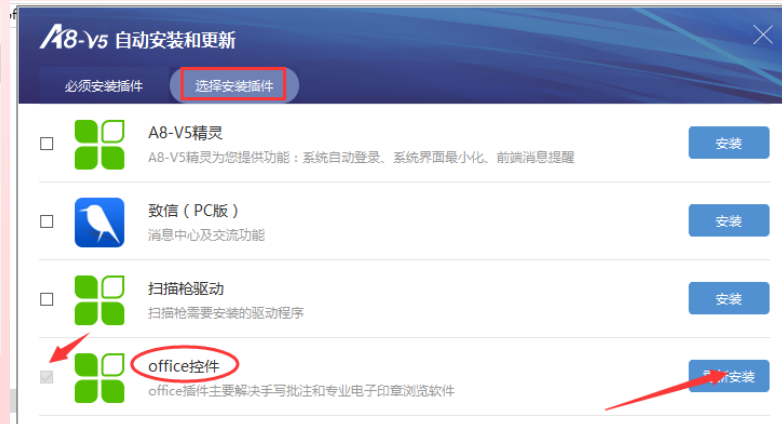 A8-V5 自动安装和更新
必须安装插件
选择安装插件
A8-V5精灵
A8-V5精灵为您提供功能：系统自动登录、系统界面最小化、前端消息提醒
安装
致信（PC版）
消息中心及交流功能
安装
扫描枪驱动
扫描枪需要安装的驱动程序
安装
office控件
office插件主要解决手写批注和专业电子印章浏览软件
重新安装